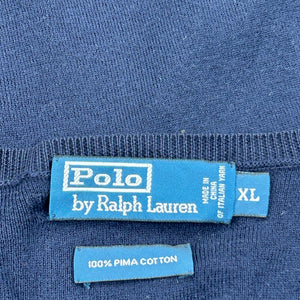 Polo
by Ralph Lauren
MADE IN
CHINA
OF ITALIAN YARN
XL
100% PIMA COTTON